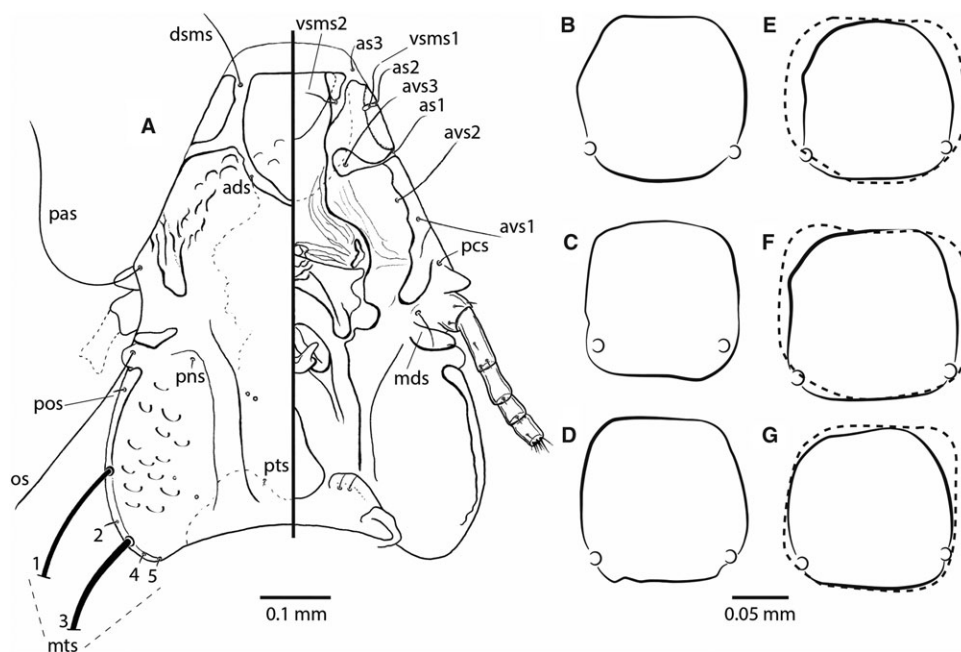 A
dsms
vsms2
as3
vsms1
as2
avs3
as1
avs2
ads
pas
avs1
pcs
pns
mds
pos
os
pts
1
2
3
4
5
mts
0.1 mm
B
C
D
E
F
G
0.05 mm